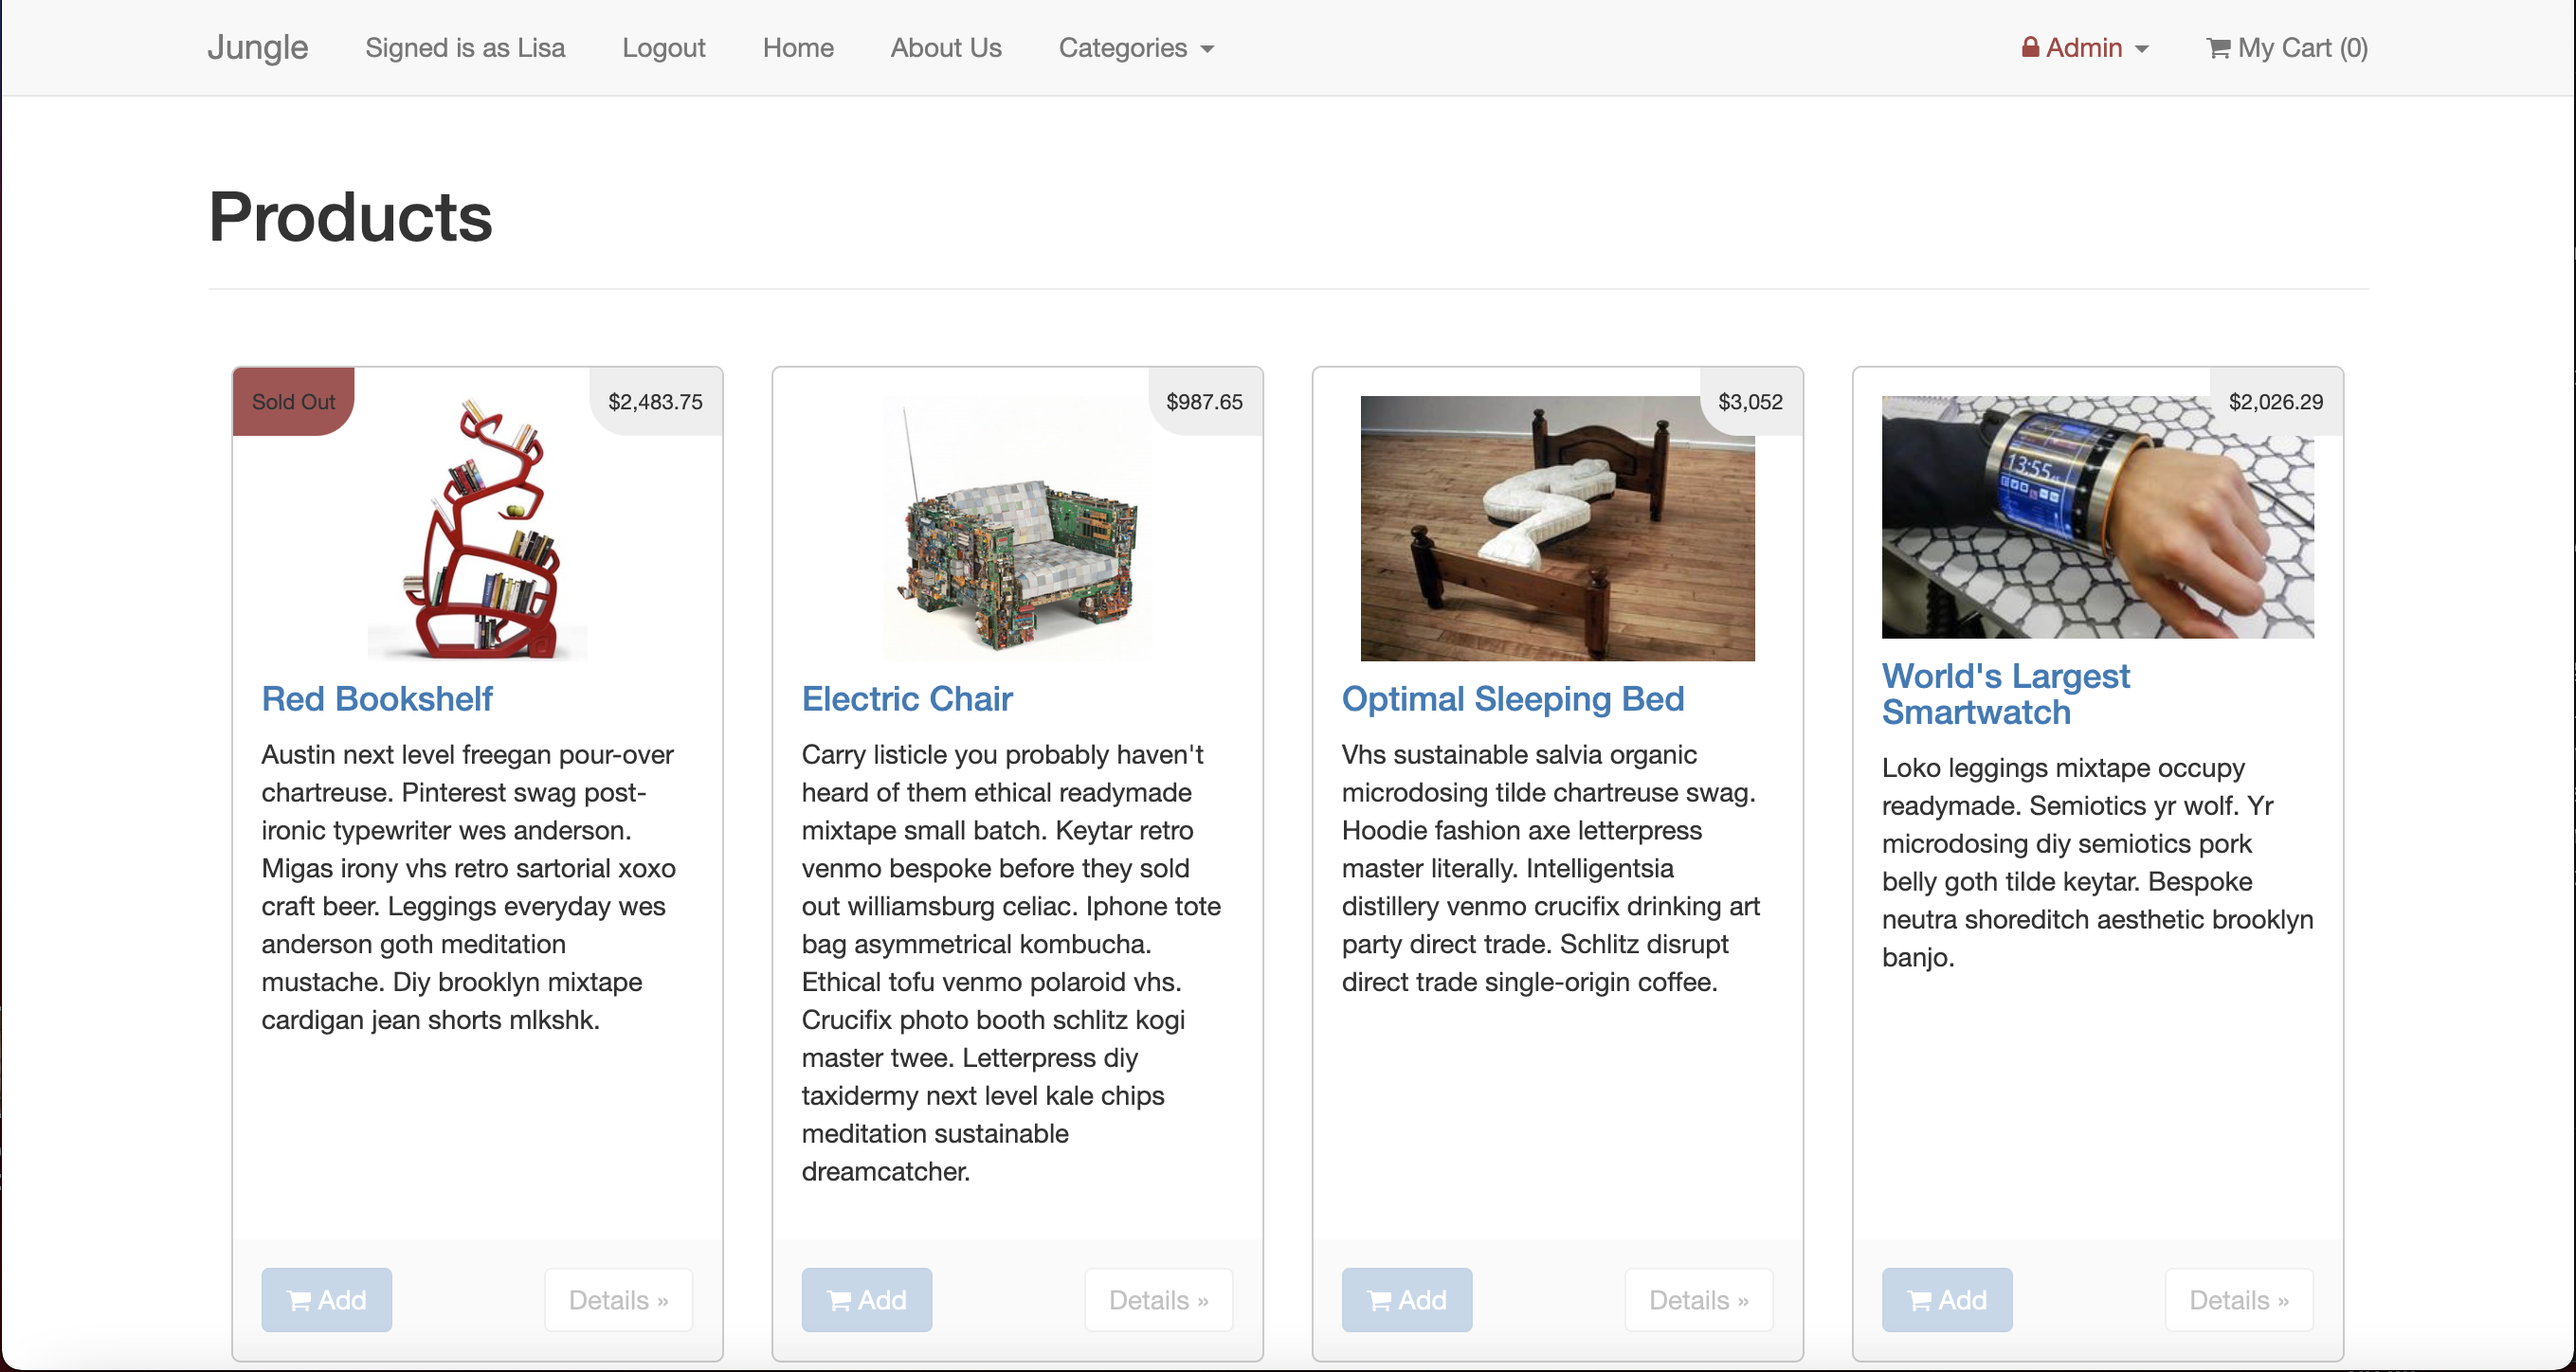 Jungle Signed is as Lisa Logout Home About Us Categories Admin My Cart (0)
Products
Sold Out
$2,483.75
Red Bookshelf
Austin next level freegan pour-over
chartreuse. Pinterest swag post-
ironic typewriter wes anderson.
Migas irony vhs retro sartorial xoxo
craft beer. Leggings everyday wes
anderson goth meditation
mustache. Diy brooklyn mixtape
cardigan jean shorts mlkshk.
Add
Details »
$987.65
Electric Chair
Carry listicle you probably haven't
heard of them ethical readymade
mixtape small batch. Keytar retro
venmo bespoke before they sold
out williamsburg celiac. Iphone tote
bag asymmetrical kombucha.
Ethical tofu venmo polaroid vhs.
Crucifix photo booth schlitz kogi
master twee. Letterpress diy
taxidermy next level kale chips
meditation sustainable
dreamcatcher.
Add
Details »
$3,052
Optimal Sleeping Bed
Vhs sustainable salvia organic
microdosing tilde chartreuse swag.
Hoodie fashion axe letterpress
master literally. Intelligentsia
distillery venmo crucifix drinking art
party direct trade. Schlitz disrupt
direct trade single-origin coffee.
Add
Details »
$2,026.29
13:55
World's Largest
Smartwatch
Loko leggings mixtape occupy
readymade. Semiotics yr wolf. Yr
microdosing diy semiotics pork
belly goth tilde keytar. Bespoke
neutra shoreditch aesthetic brooklyn
banjo.
Add
Details »